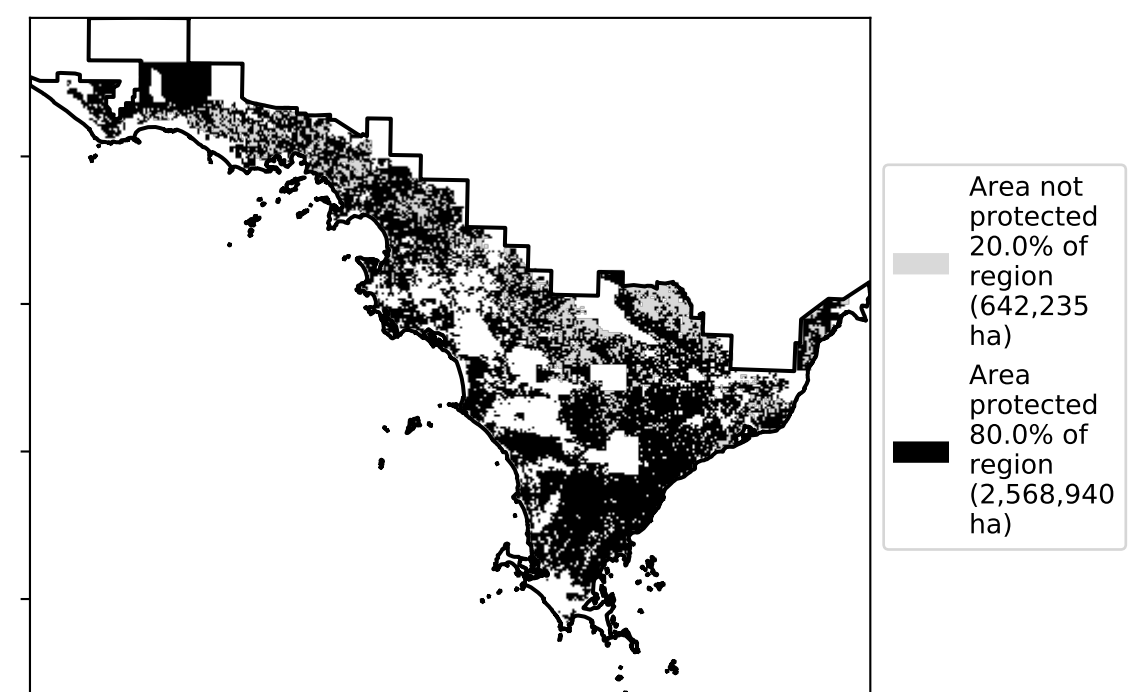 Area not
protected
20.0% of
region
(642,235
ha)
Area
protected
80.0% of
region
(2,568,940
ha)